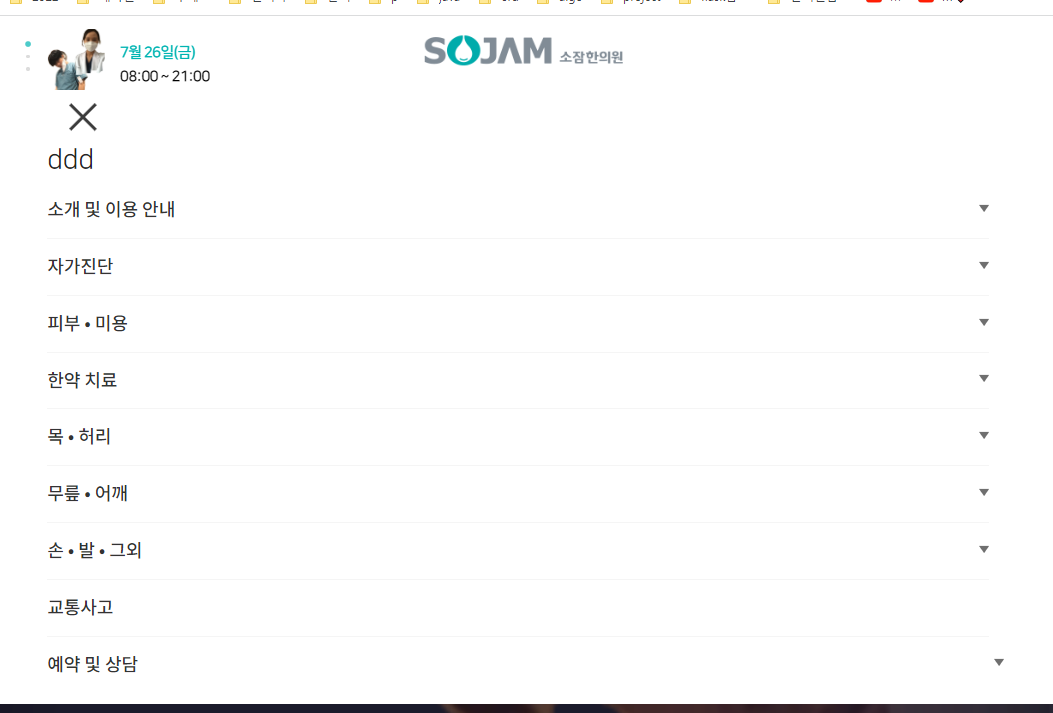 7월 26일(금)
08:00 ~ 21:00
SOJAM 소잠한의원
ddd
소개 및 이용 안내
자가진단
피부 • 미용
한약 치료
목 • 허리
무릎 • 어깨
손 • 발 • 그외
교통사고
예약 및 상담